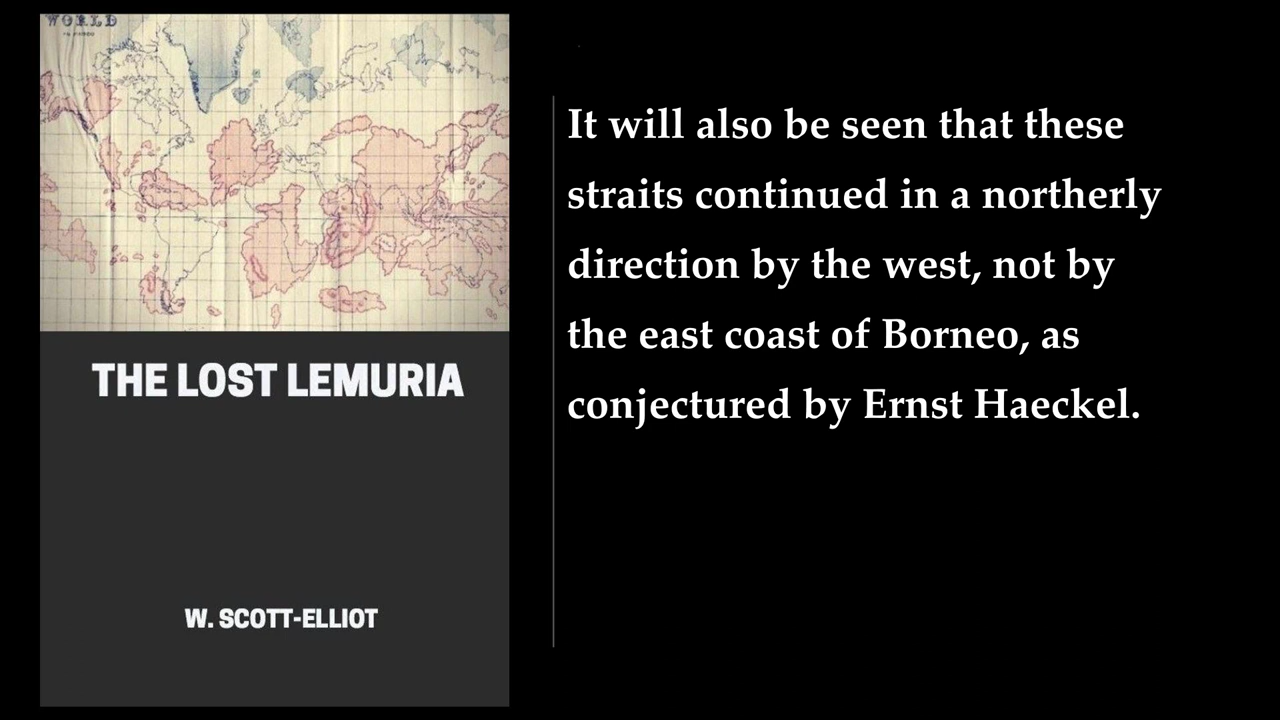 WORLD
THE LOST LEMURIA
W. SCOTT-ELLIOT
It will also be seen that these
straits continued in a northerly
direction by the west, not by
the east coast of Borneo, as
conjectured by Ernst Haeckel.